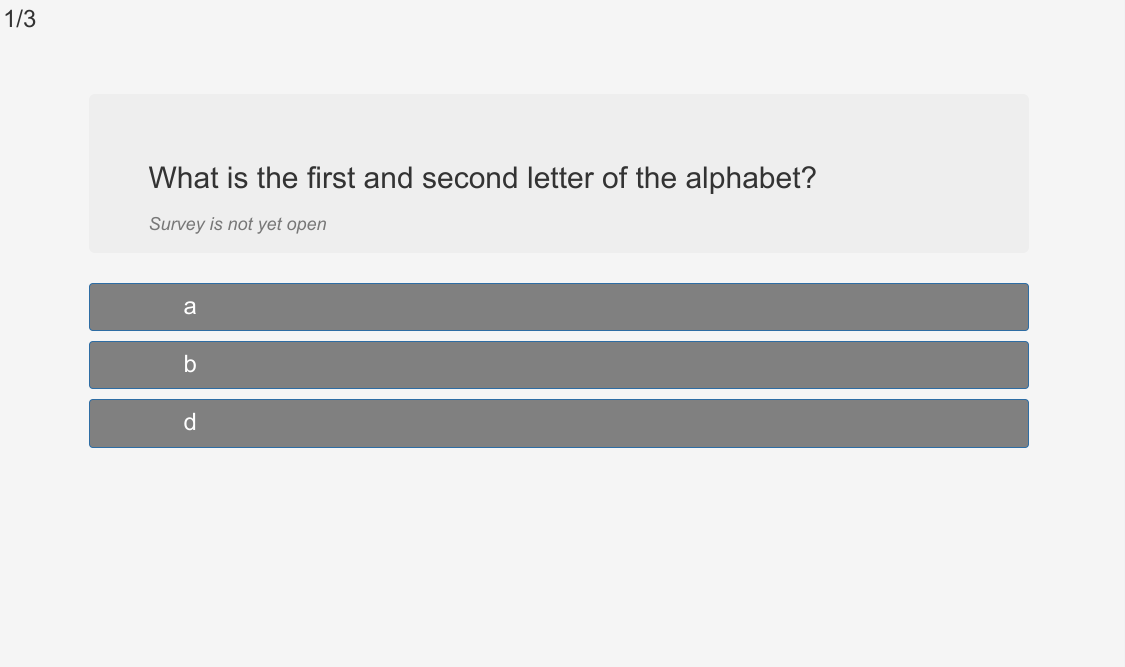 1/3
What is the first and second letter of the alphabet?
Survey is not yet open
a
b
d